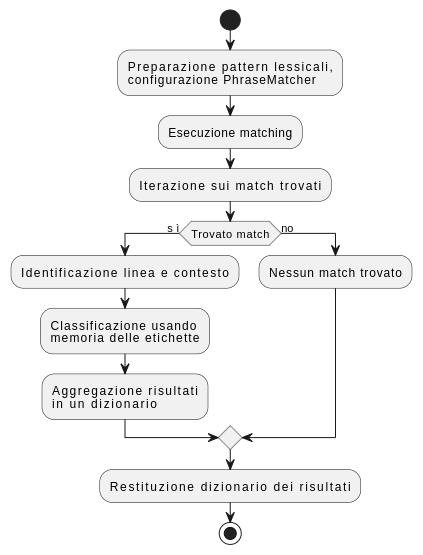 Preparazione pattern lessicali,
configurazione PhraseMatcher
Esecuzione matching
Iterazione sui match trovati
sì
Trovato match
no
Identificazione linea e contesto
Nessun match trovato
Classificazione usando
memoria delle etichette
Aggregazione risultati
in un dizionario
Restituzione dizionario dei risultati